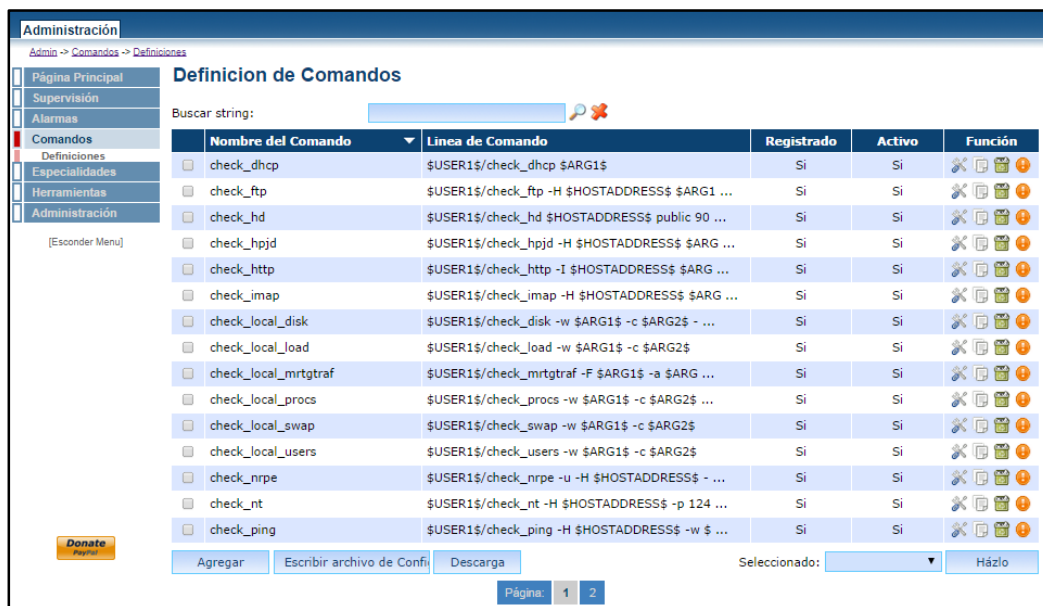 Administración
Admin -> Comandos -> Definiciones
Página Principal
Supervisión
Alarmas
Comandos
Definiciones
Especialidades
Herramientas
Administración
[Esconder Menu]
Donate
PayPal
Definicion de Comandos
Buscar string:
Nombre del Comando Linea de Comando Registrado Activo Función
check_dhcp $USER1$/check_dhcp $ARG1$ Si Si
check_ftp $USER1$/check_ftp -H $HOSTADDRESS$ $ARG1 ... Si Si
check_hd $USER1$/check_hd $HOSTADDRESS$ public 90 ... Si Si
check_hpjd $USER1$/check_hpjd -H $HOSTADDRESS$ $ARG ... Si Si
check_http $USER1$/check_http -I $HOSTADDRESS$ $ARG ... Si Si
check_imap $USER1$/check_imap -H $HOSTADDRESS$ $ARG ... Si Si
check_local_disk $USER1$/check_disk -w $ARG1$ -c $ARG2$ - ... Si Si
check_local_load $USER1$/check_load -w $ARG1$ -c $ARG2$ Si Si
check_local_mrtgtraf $USER1$/check_mrtgtraf -F $ARG1$ -a $ARG ... Si Si
check_local_procs $USER1$/check_procs -w $ARG1$ -c $ARG2$ ... Si Si
check_local_swap $USER1$/check_swap -w $ARG1$ -c $ARG2$ Si Si
check_local_users $USER1$/check_users -w $ARG1$ -c $ARG2$ Si Si
check_nrpe $USER1$/check_nrpe -u -H $HOSTADDRESS$ - ... Si Si
check_nt $USER1$/check_nt -H $HOSTADDRESS$ -p 124 ... Si Si
check_ping $USER1$/check_ping -H $HOSTADDRESS$ -w $ ... Si Si
Agregar Escribir archivo de Confi Descarga Seleccionado: Házlo
Página: 1 2